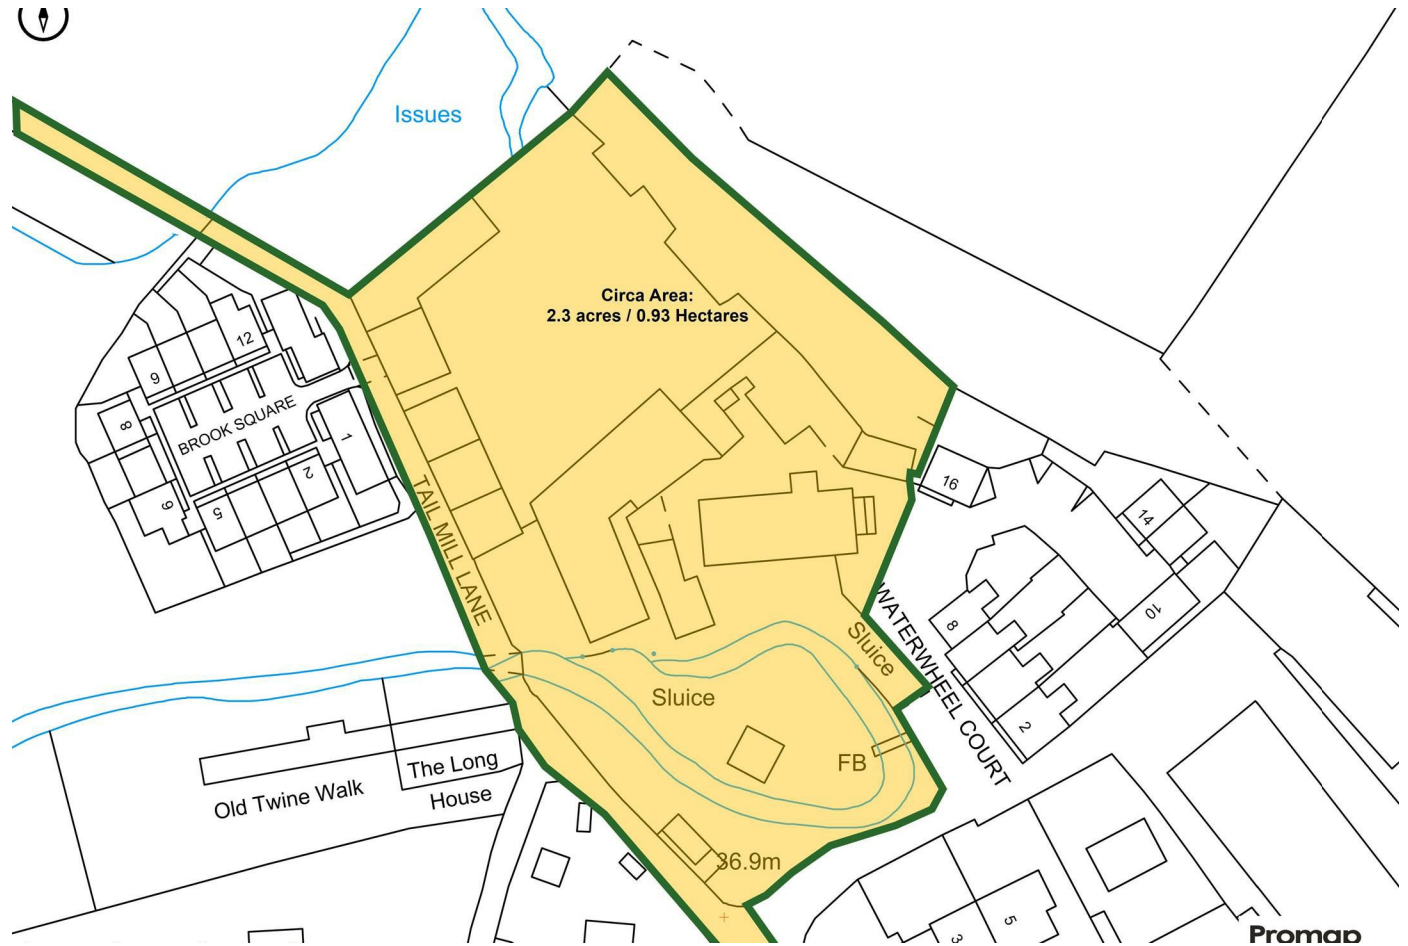 Issues
Circa Area:
2.3 acres / 0.93 Hectares
12
9
8
BROOK SQUARE
1
2
6
5
TAIL MILL LANE
16
14
10
8
2
WATERWHEEL COURT
Sluice
Sluice
FB
The Long
House
Old Twine Walk
36.9m
5
3
Promap